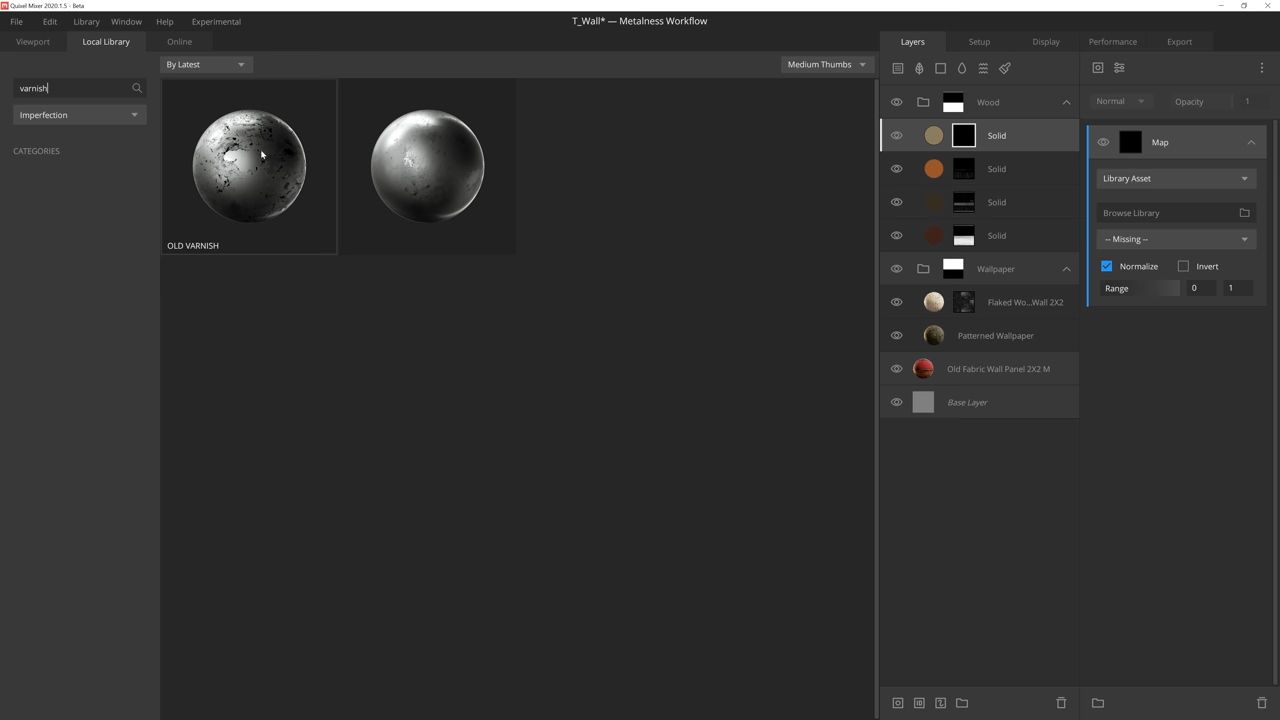 Quixel Mixer 2020.1.5 - Beta
File Edit Library Window Help Experimental
T_Wall* — Metalness Workflow
Viewport Local Library Online
Layers Setup Display Performance Export
By Latest
Medium Thumbs
varnish
Imperfection
CATEGORIES
OLD VARNISH
Wood
Solid
Solid
Solid
Solid
Wallpaper
Flaked Wo...Wall 2X2
Patterned Wallpaper
Old Fabric Wall Panel 2X2 M
Base Layer
Normal Opacity 1
Map
Library Asset
Browse Library
-- Missing --
Normalize Invert
Range 0 1